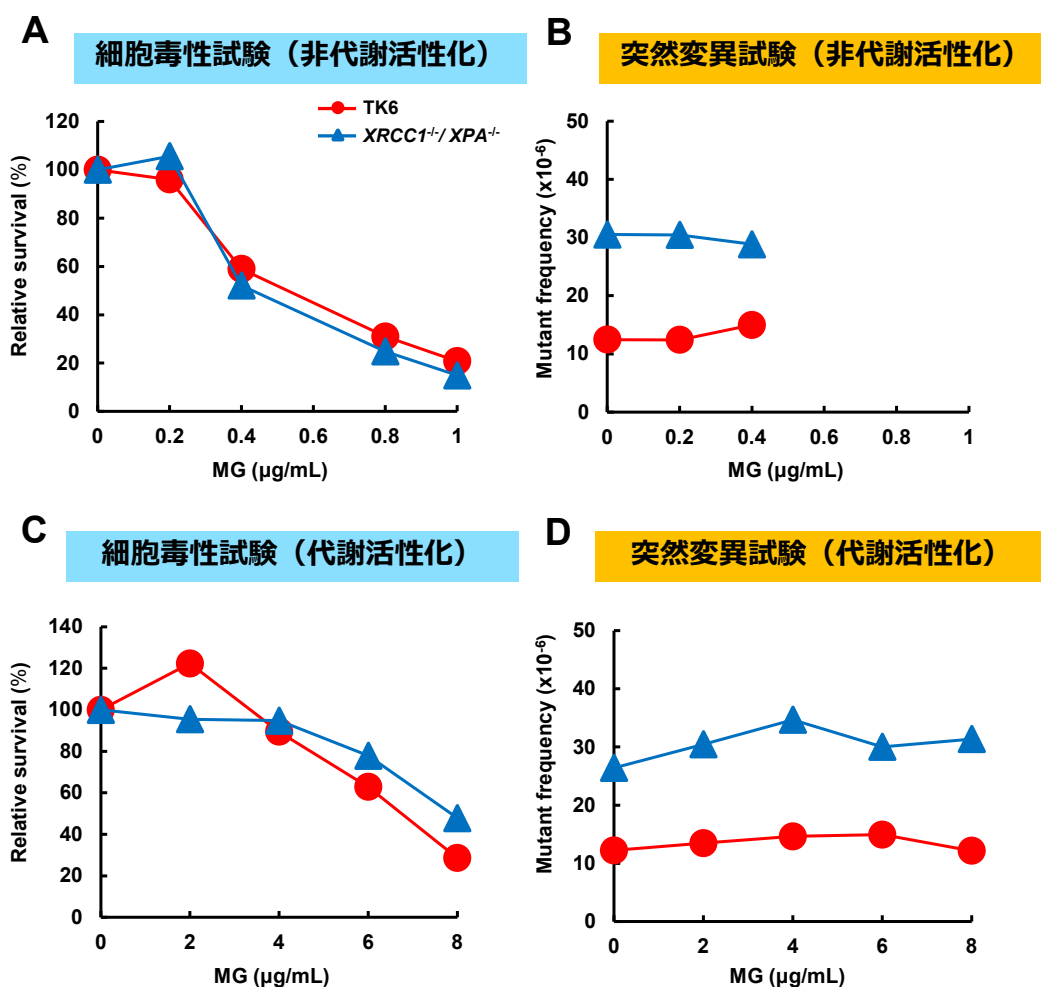 A
細胞毒性試験（非代謝活性化）
TK6
XRCC1-/-/ XPA-/-
Relative survival (%)
120
100
80
60
40
20
0
0 0.2 0.4 0.6 0.8 1
MG (μg/mL)
B
突然変異試験（非代謝活性化）
Mutant frequency (x10-6)
50
40
30
20
10
0
0 0.2 0.4 0.6 0.8 1
MG (μg/mL)
C
細胞毒性試験（代謝活性化）
Relative survival (%)
140
120
100
80
60
40
20
0
0 2 4 6 8
MG (μg/mL)
D
突然変異試験（代謝活性化）
Mutant frequency (x10-6)
50
40
30
20
10
0
0 2 4 6 8
MG (μg/mL)